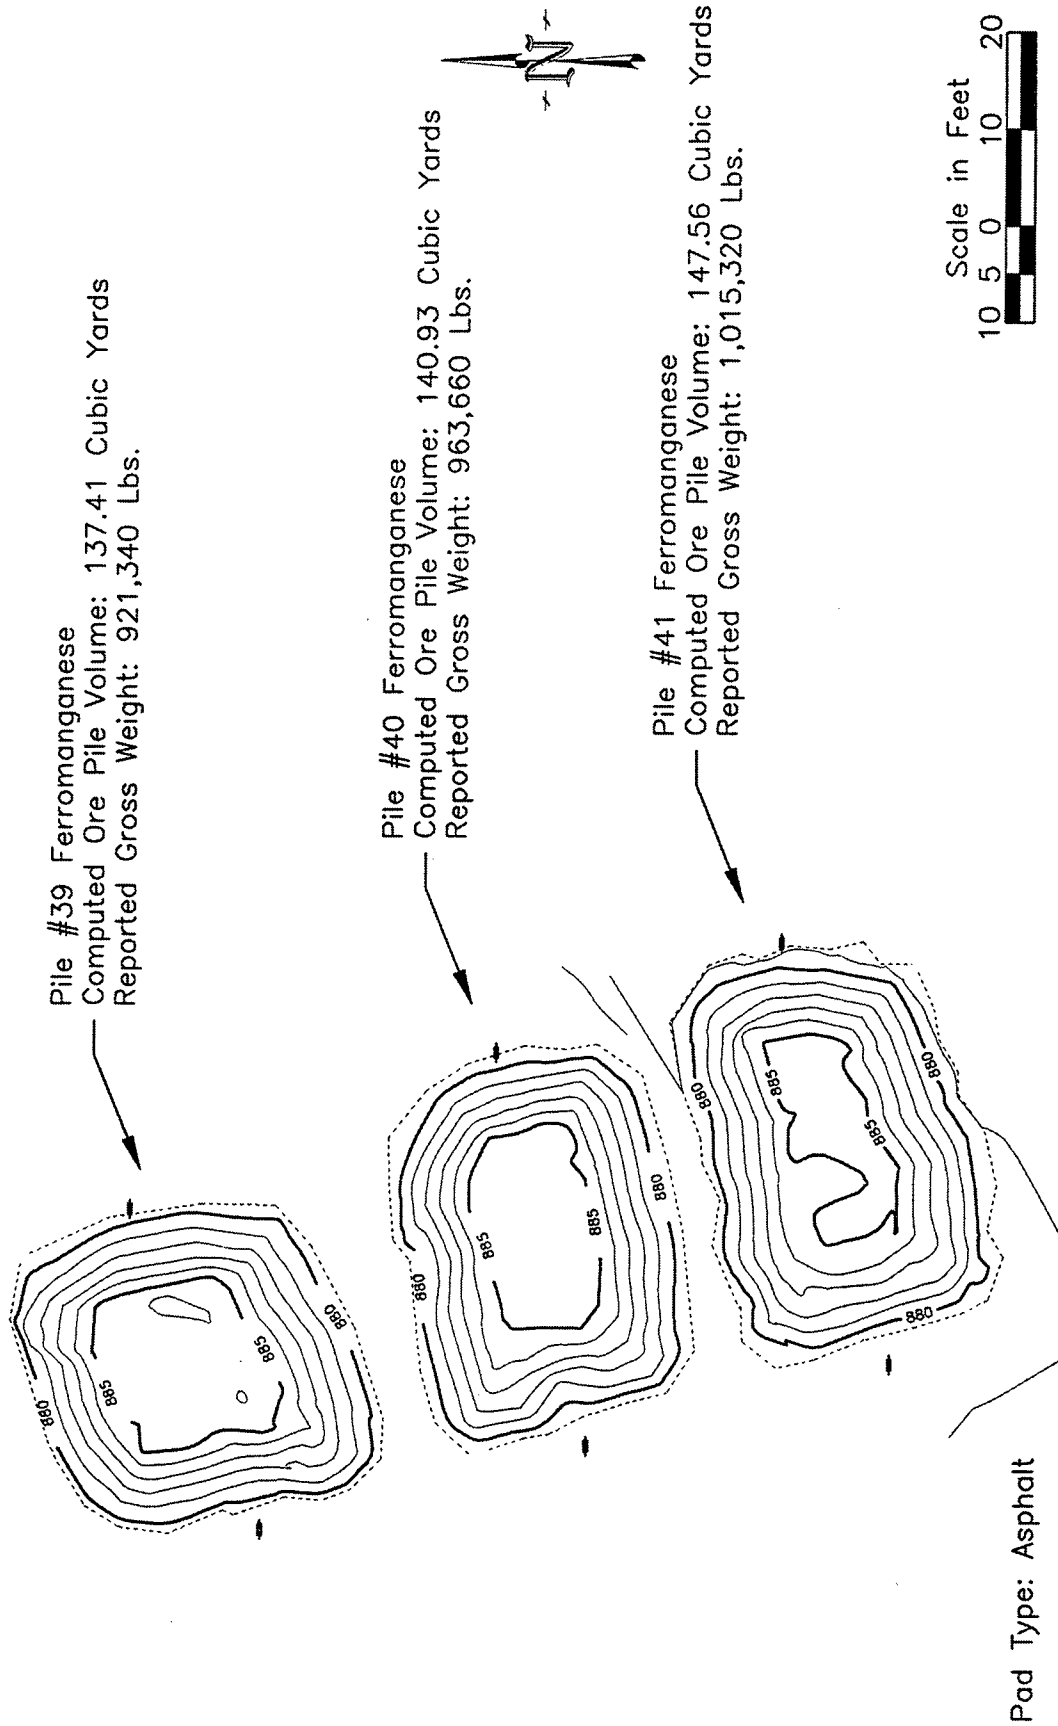 Pile #39 Ferromanganese
Computed Ore Pile Volume: 137.41 Cubic Yards
Reported Gross Weight: 921,340 Lbs.
880
885
885
880
Pile #40 Ferromanganese
Computed Ore Pile Volume: 140.93 Cubic Yards
Reported Gross Weight: 963,660 Lbs.
880
885
885
880
Pile #41 Ferromanganese
Computed Ore Pile Volume: 147.56 Cubic Yards
Reported Gross Weight: 1,015,320 Lbs.
880
885
885
880
880
N
Pad Type: Asphalt
Scale in Feet
10 5 0 10 20